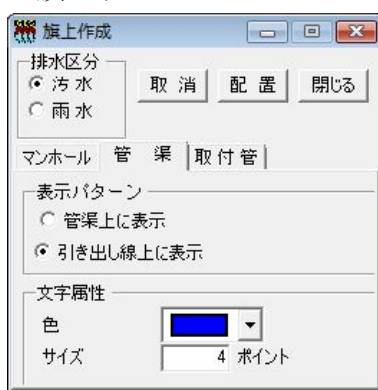 旗上作成
排水区分
汚 水
雨 水
取 消
配 置
閉じる
マンホール
管 渠
取 付 管
表示パターン
管渠上に表示
引き出し線上に表示
文字属性
色
サイズ 4 ポイント